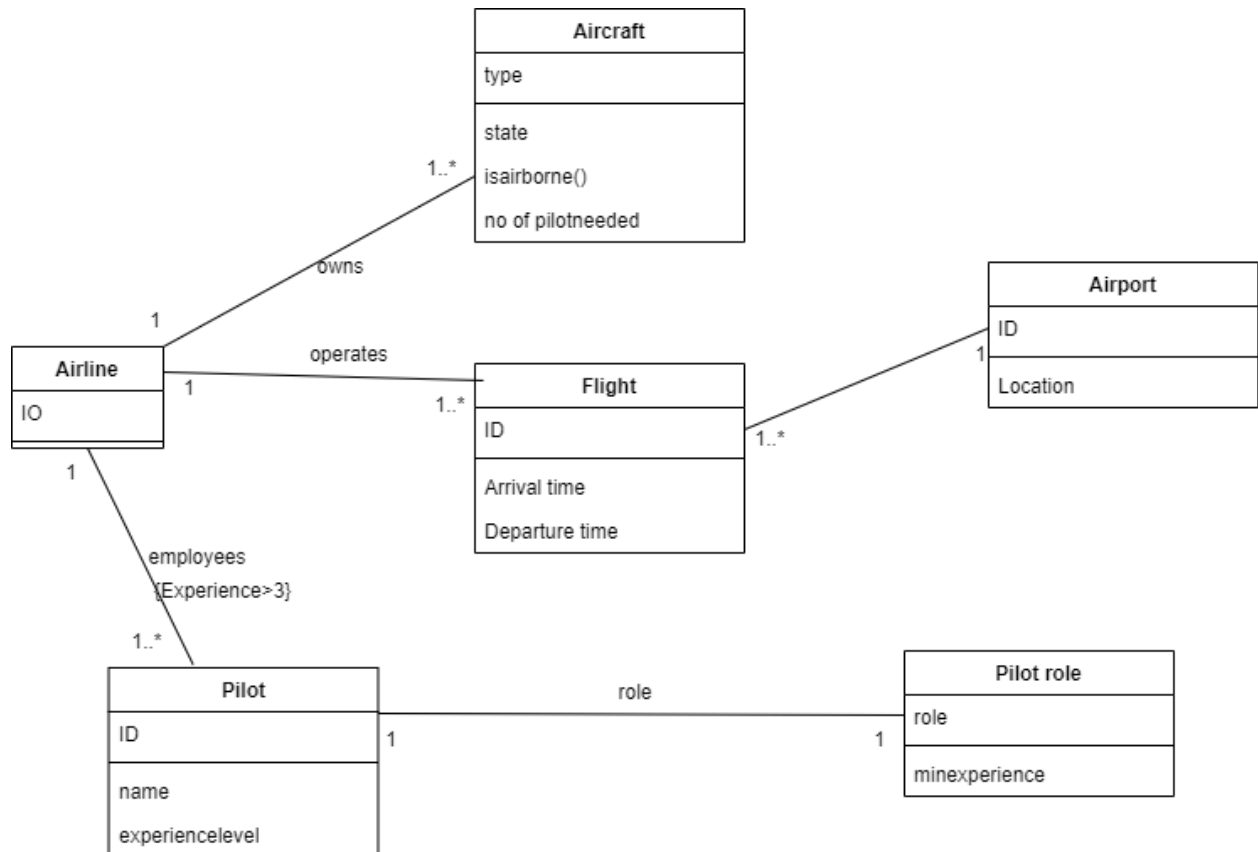 Aircraft
type
state
isairborne()
no of pilotneeded
1..*
owns
1
Airline
IO
operates
1
1..*
Flight
ID
Arrival time
Departure time
1..*
1
Airport
ID
Location
1
employees
{Experience>3}
1..*
Pilot
ID
name
experiencelevel
role
1
1
Pilot role
role
minexperience